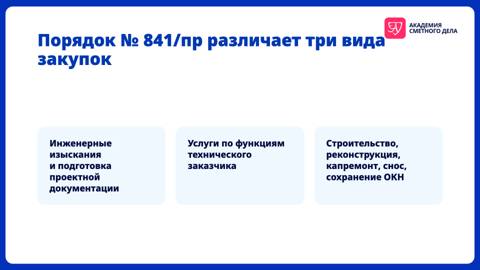 Порядок № 841/пр различает три вида
закупок
АКАДЕМИЯ
СМЕТНОГО ДЕЛА
Инженерные
изыскания
и подготовка
проектной
документации
Услуги по функциям
технического
заказчика
Строительство,
реконструкция,
капремонт, снос,
сохранение ОКН